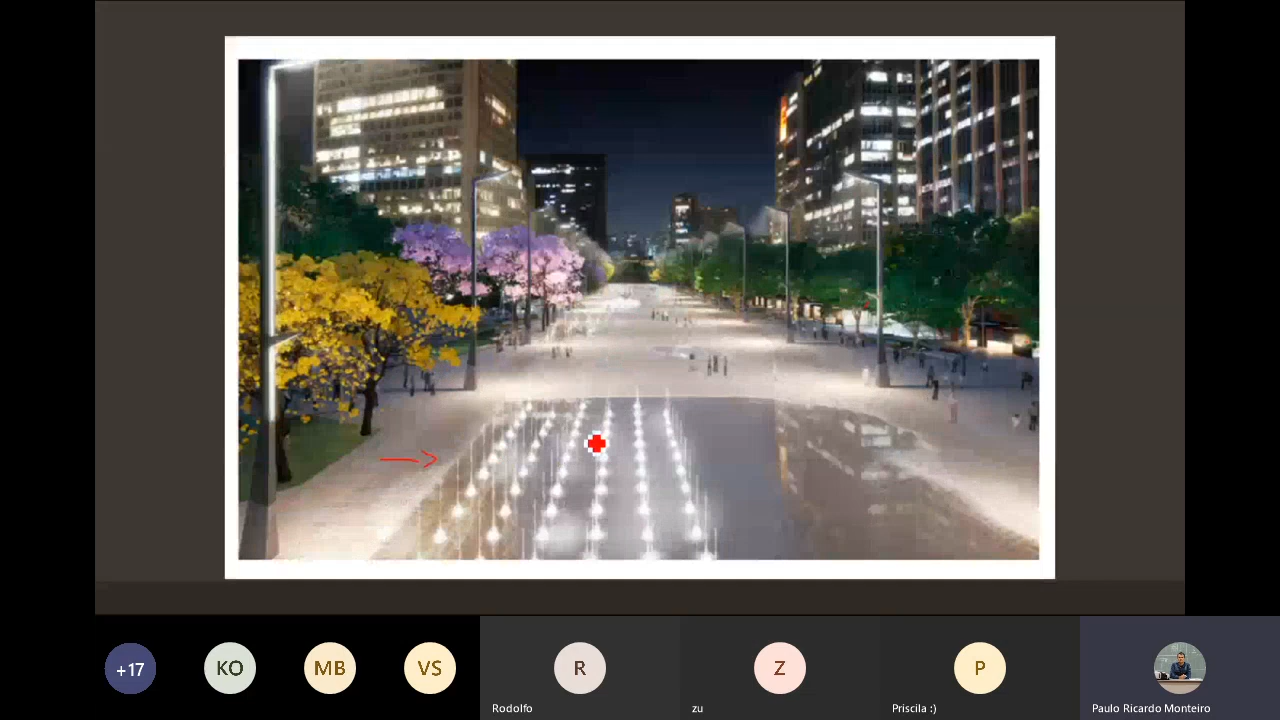 +17
KO
MB
VS
R
Z
P
Rodolfo
zu
Priscila :)
Paulo Ricardo Monteiro